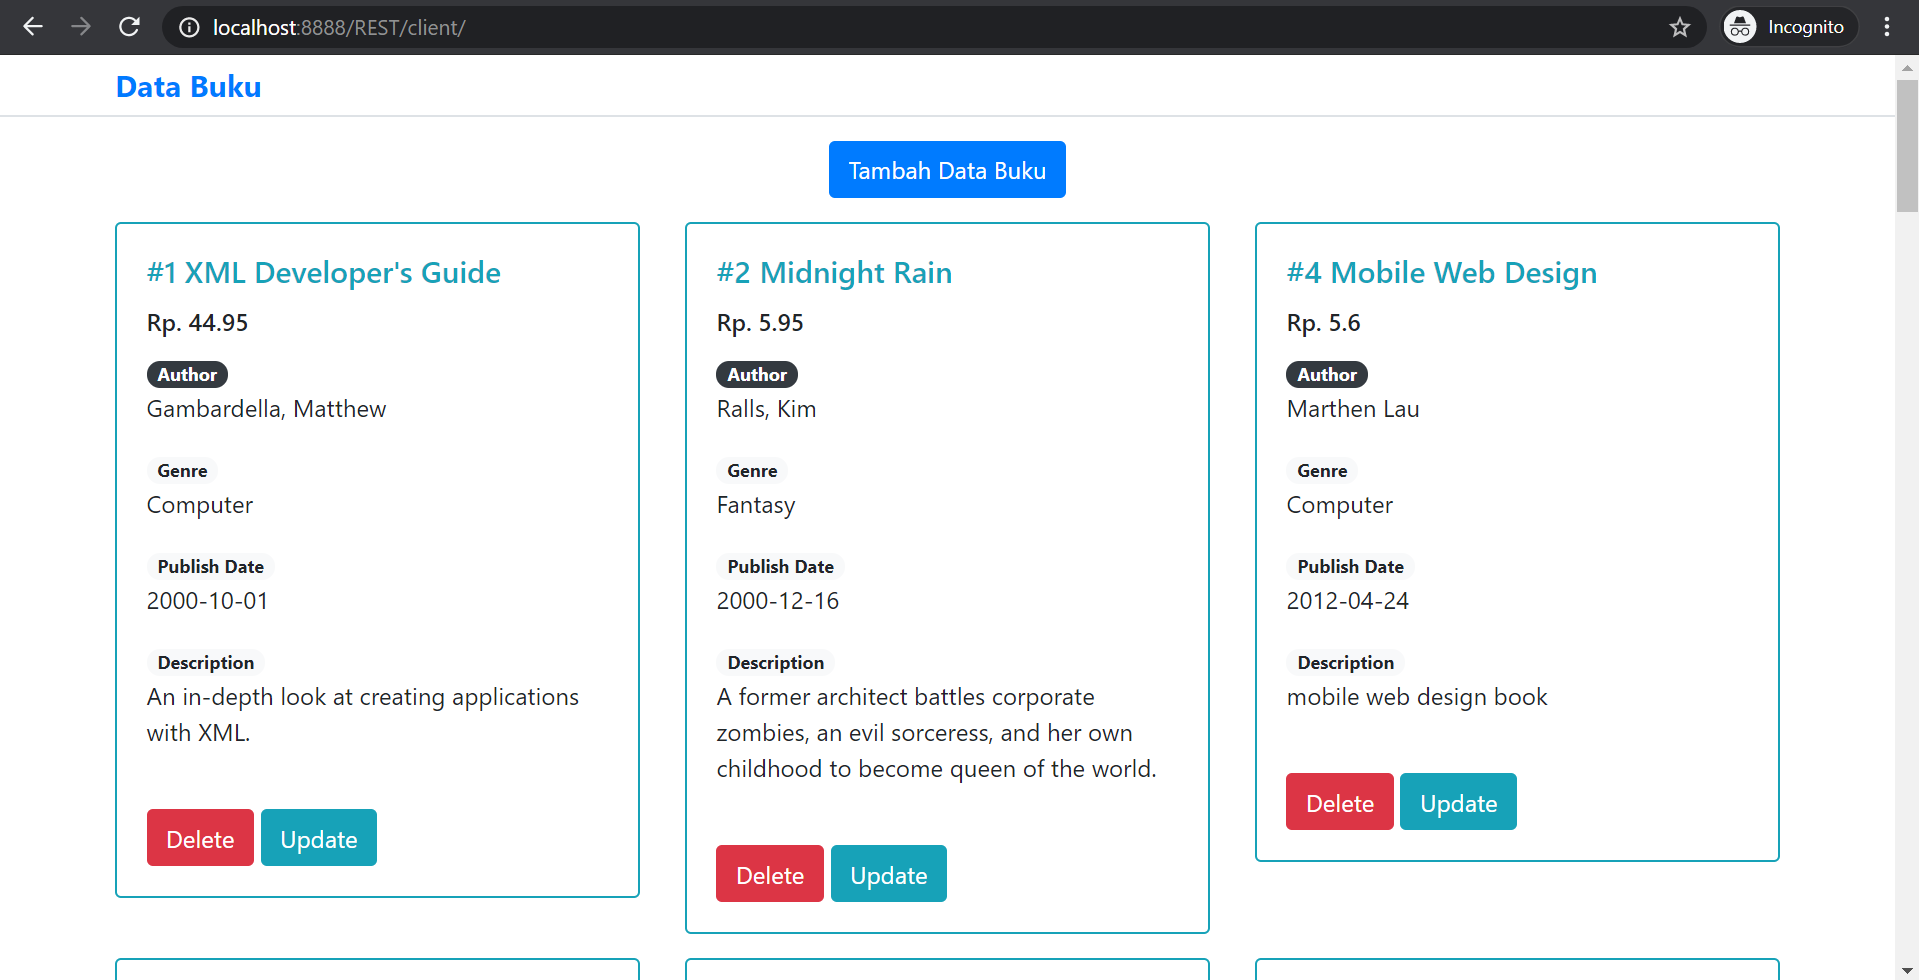 localhost:8888/REST/client/
Incognito
Data Buku
Tambah Data Buku
#1 XML Developer's Guide
Rp. 44.95
Author
Gambardella, Matthew
Genre
Computer
Publish Date
2000-10-01
Description
An in-depth look at creating applications
with XML.
Delete Update
#2 Midnight Rain
Rp. 5.95
Author
Ralls, Kim
Genre
Fantasy
Publish Date
2000-12-16
Description
A former architect battles corporate
zombies, an evil sorceress, and her own
childhood to become queen of the world.
Delete Update
#4 Mobile Web Design
Rp. 5.6
Author
Marthen Lau
Genre
Computer
Publish Date
2012-04-24
Description
mobile web design book
Delete Update